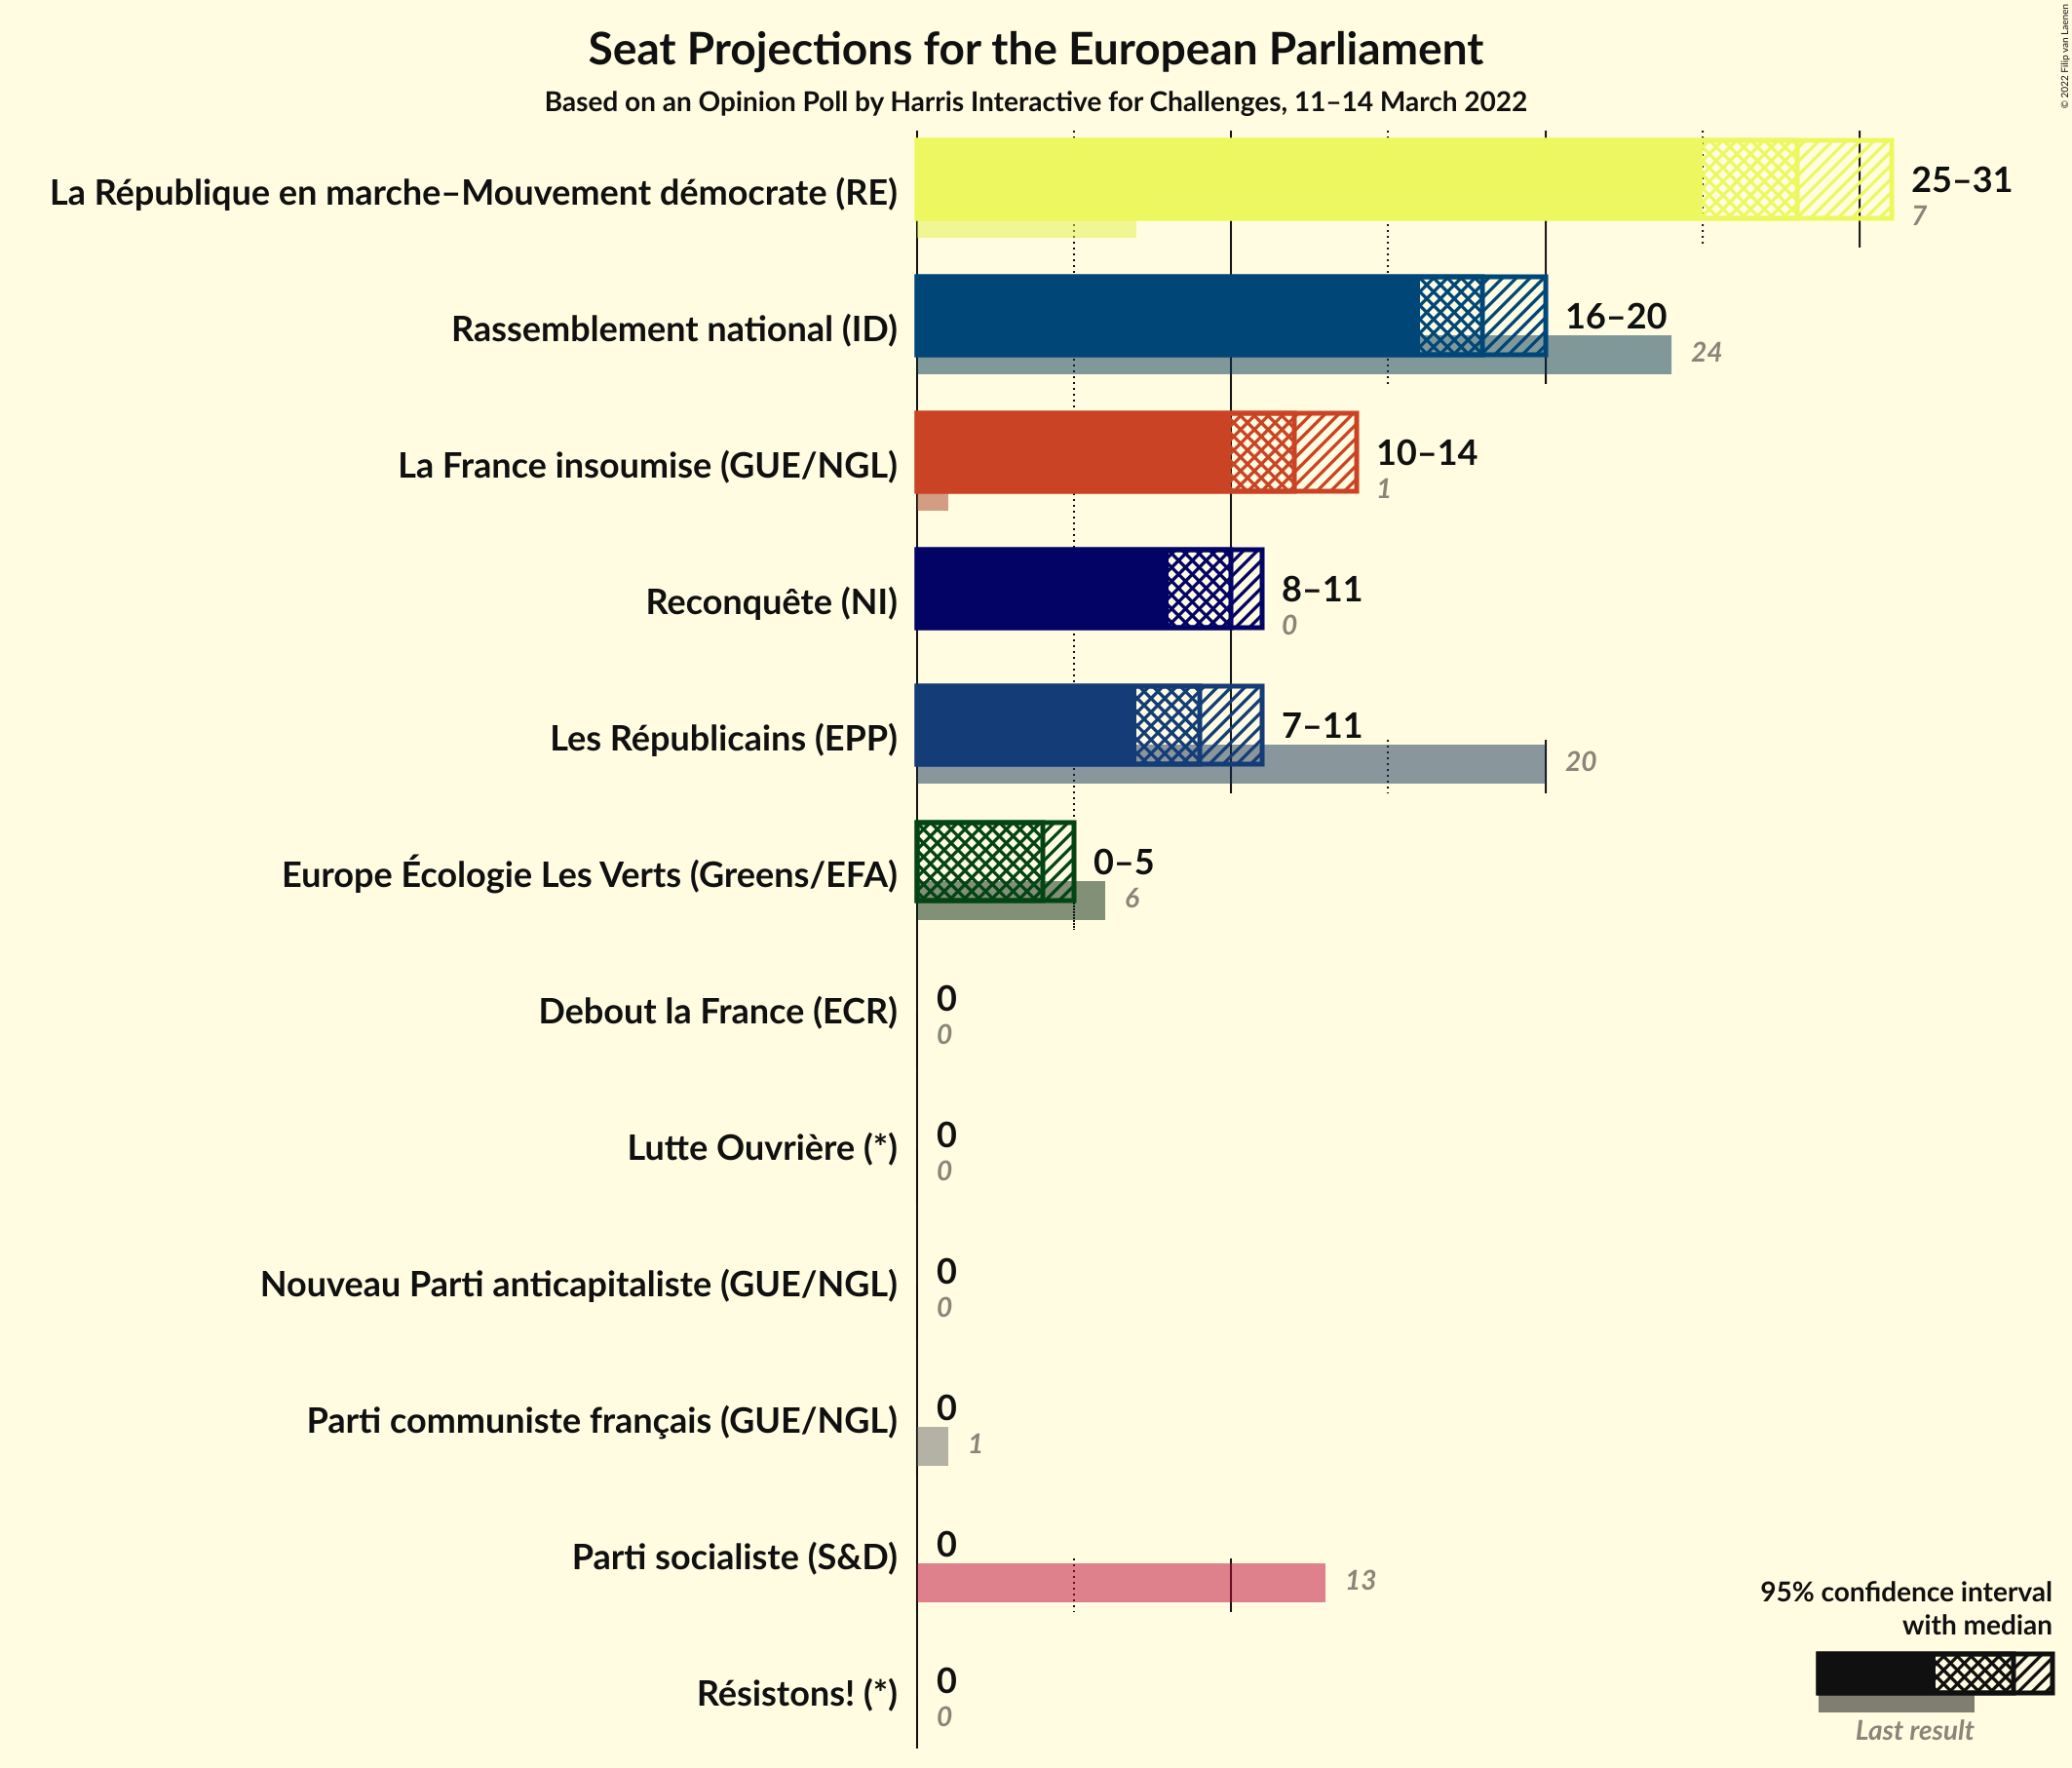 Seat Projections for the European Parliament
Based on an Opinion Poll by Harris Interactive for Challenges, 11–14 March 2022
© 2022 Filip van Laenen
La République en marche–Mouvement démocrate (RE)
25–31
7
Rassemblement national (ID)
16–20
24
La France insoumise (GUE/NGL)
10–14
1
Reconquête (NI)
8–11
0
Les Républicains (EPP)
7–11
20
Europe Écologie Les Verts (Greens/EFA)
0–5
6
Debout la France (ECR)
0
0
Lutte Ouvrière (*)
0
0
Nouveau Parti anticapitaliste (GUE/NGL)
0
0
Parti communiste français (GUE/NGL)
0
1
Parti socialiste (S&D)
0
13
Résistons! (*)
0
0
95% confidence interval
with median
Last result